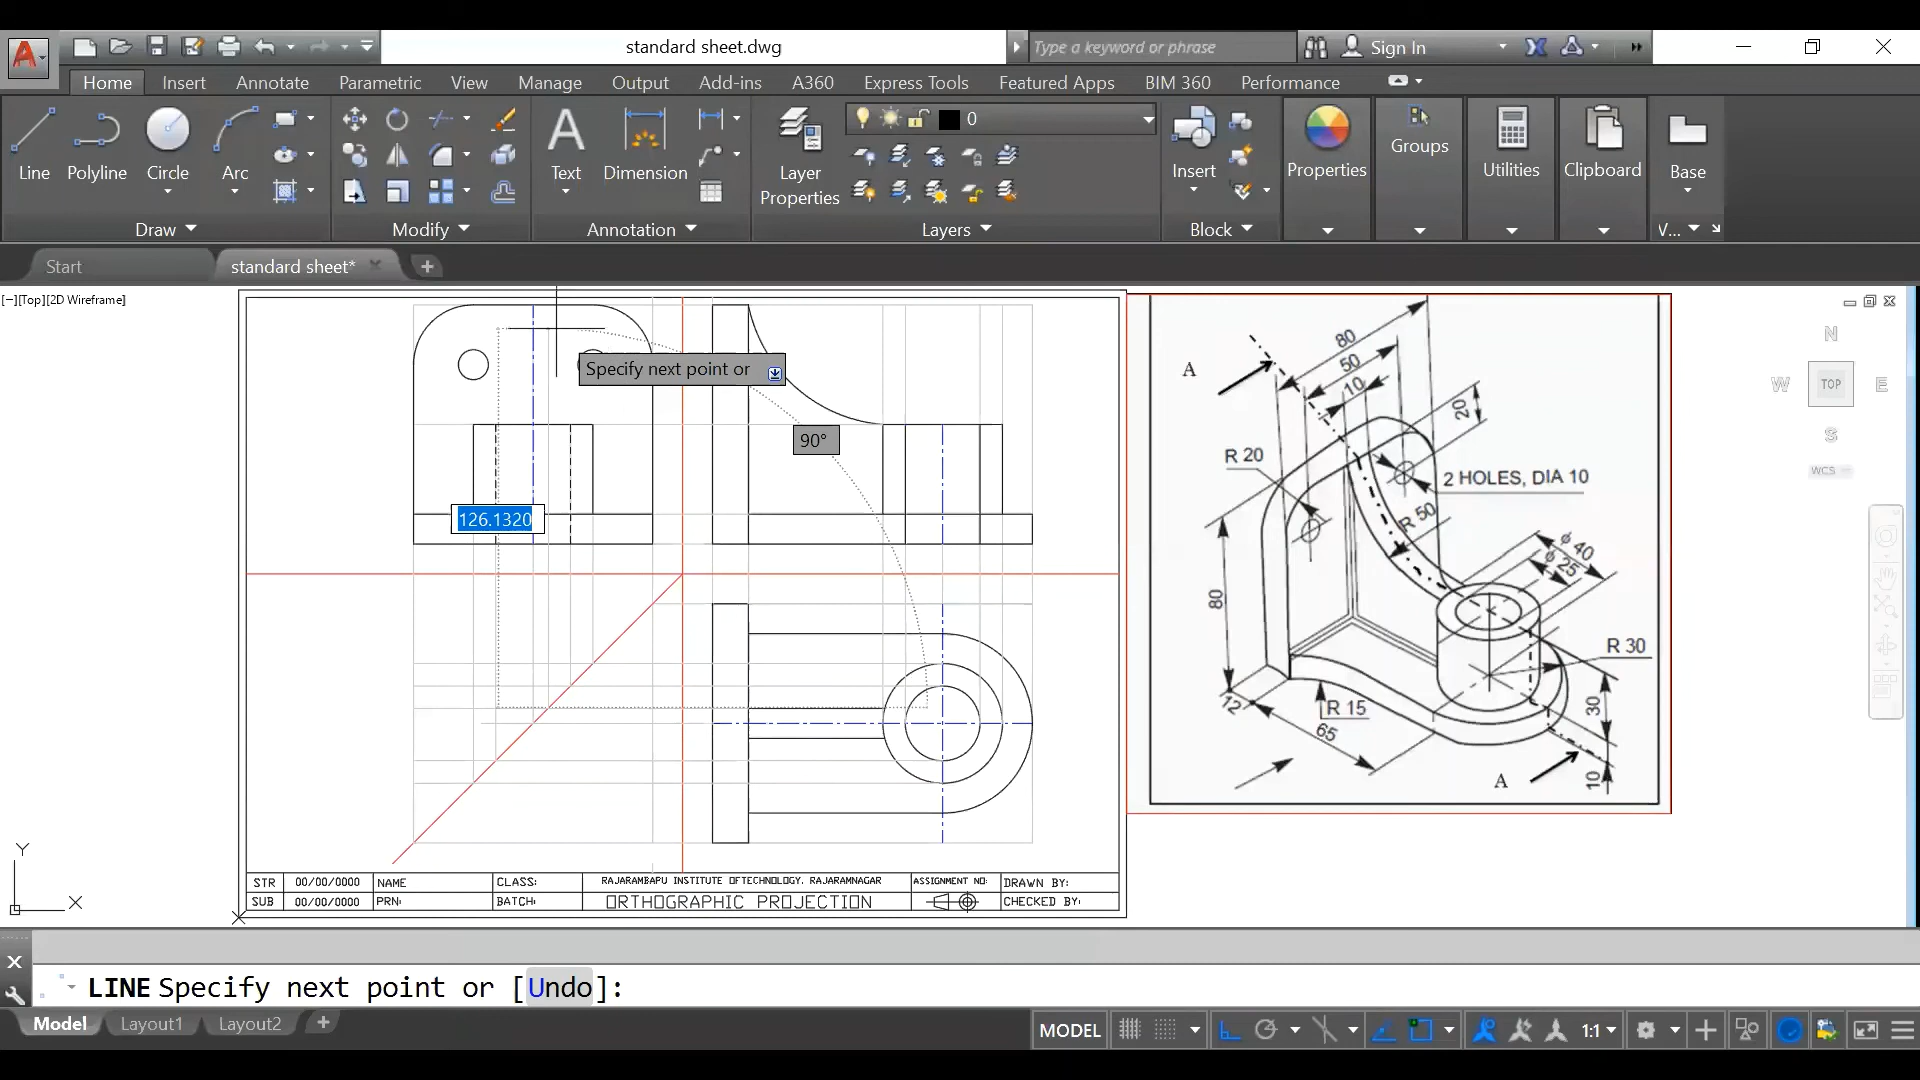 standard sheet.dwg
Type a keyword or phrase
Sign In
Home Insert Annotate Parametric View Manage Output Add-ins A360 Express Tools Featured Apps BIM 360 Performance
0
Line Polyline Circle Arc
Text Dimension
Layer Properties
Insert
Properties Groups Utilities Clipboard Base
Draw Modify Annotation Layers Block V...
Start standard sheet*
[−][Top][2D Wireframe]
Specify next point or
90°
126.1320
A
80
50
10
20
R 20
2 HOLES, DIA 10
R 50
ϕ 40
ϕ 25
80
R 30
12
R 15
65
30
10
A
N
W TOP E
S
WCS
Y
X
STR 00/00/0000 NAME CLASS: RAJARAMBAPU INSTITUTE OFTECHNOLOGY, RAJARAMNAGAR ASSIGNMENT NO: DRAWN BY:
SUB 00/00/0000 PRN: BATCH: ORTHOGRAPHIC PROJECTION CHECKED BY:
LINE Specify next point or [Undo]:
Model Layout1 Layout2
MODEL 1:1